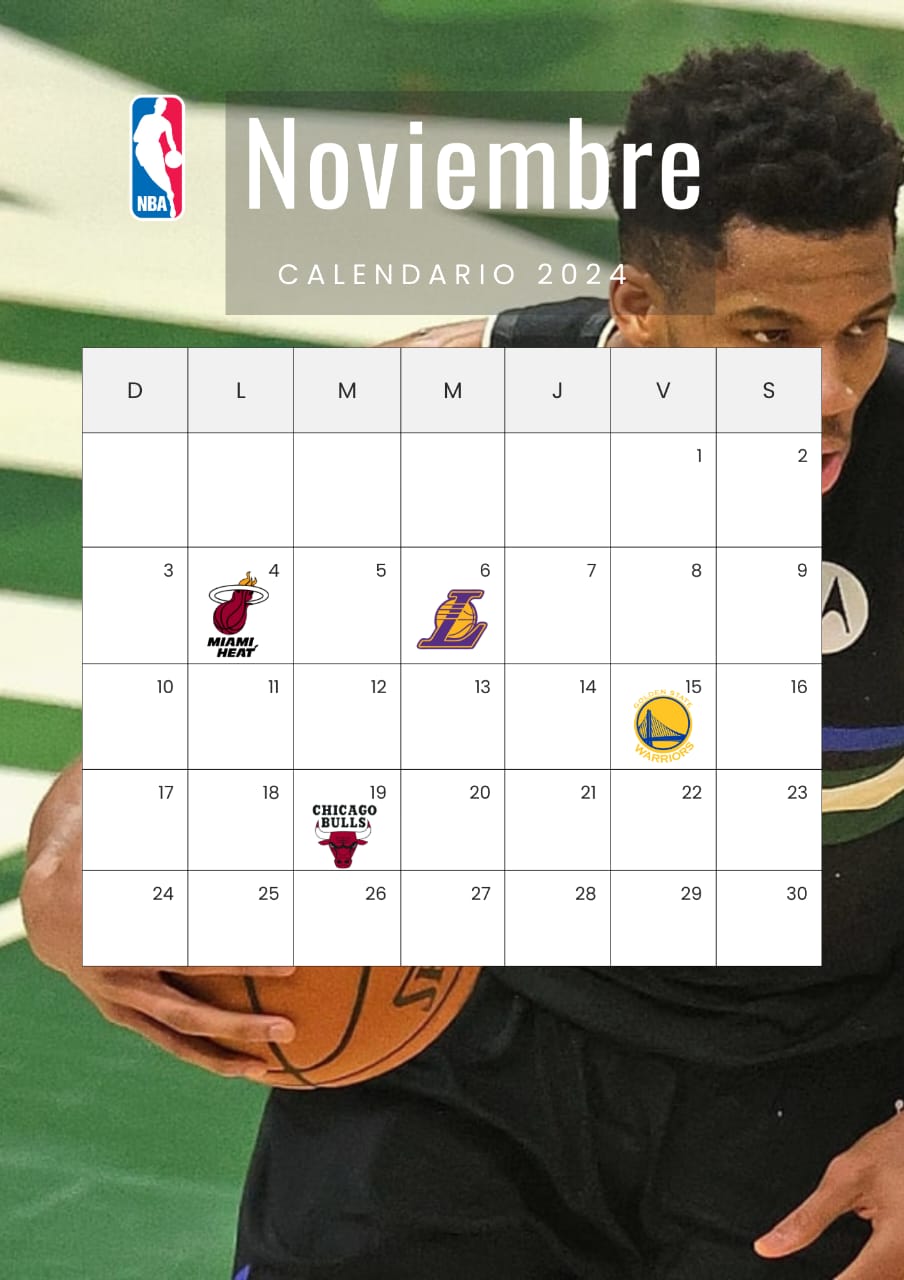 NBA
Noviembre
CALENDARIO 2024
D L M M J V S
1 2
3 4 5 6 7 8 9
MIAMI
HEAT
L
10 11 12 13 14 15 16
GOLDEN STATE
WARRIORS
17 18 19 20 21 22 23
CHICAGO
BULLS
24 25 26 27 28 29 30